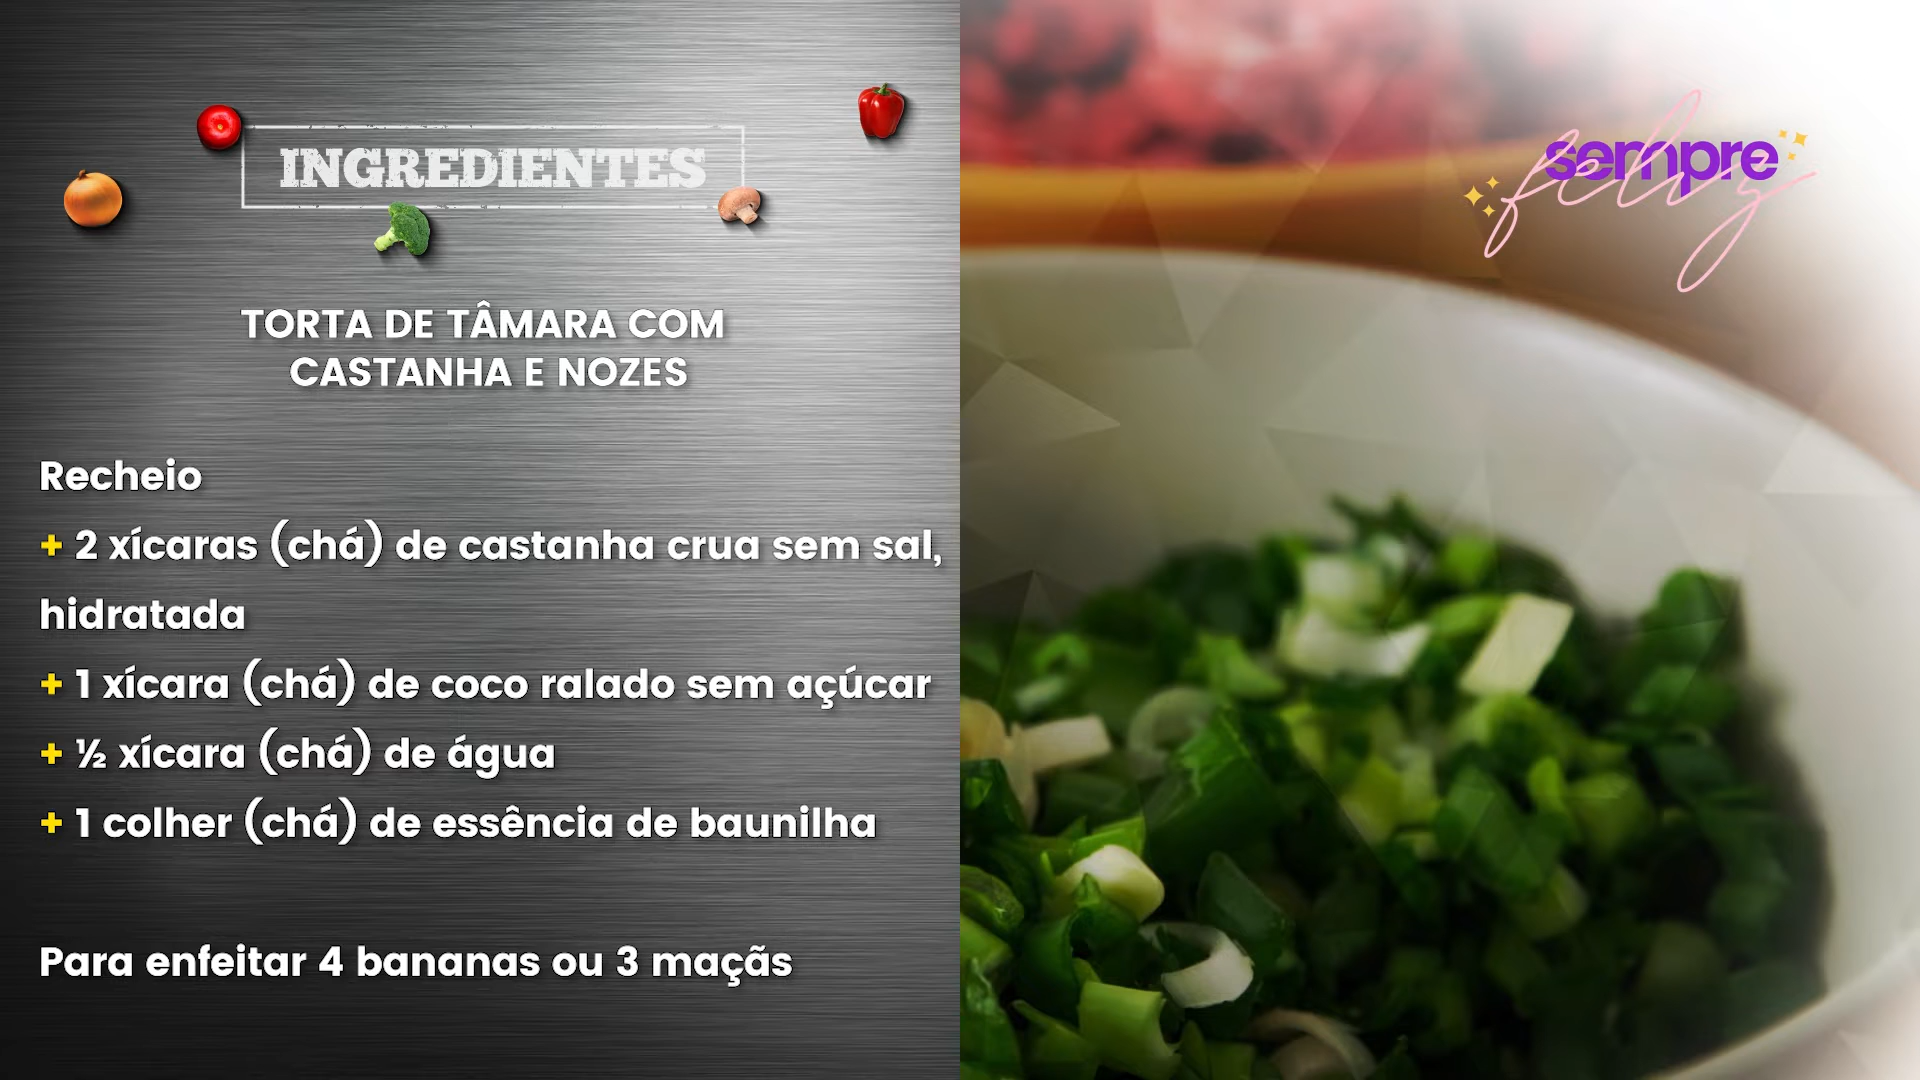 INGREDIENTES
TORTA DE TÂMARA COM
CASTANHA E NOZES
Recheio
+ 2 xícaras (chá) de castanha crua sem sal,
hidratada
+ 1 xícara (chá) de coco ralado sem açúcar
+ ½ xícara (chá) de água
+ 1 colher (chá) de essência de baunilha
Para enfeitar 4 bananas ou 3 maçãs
sempre
feliz